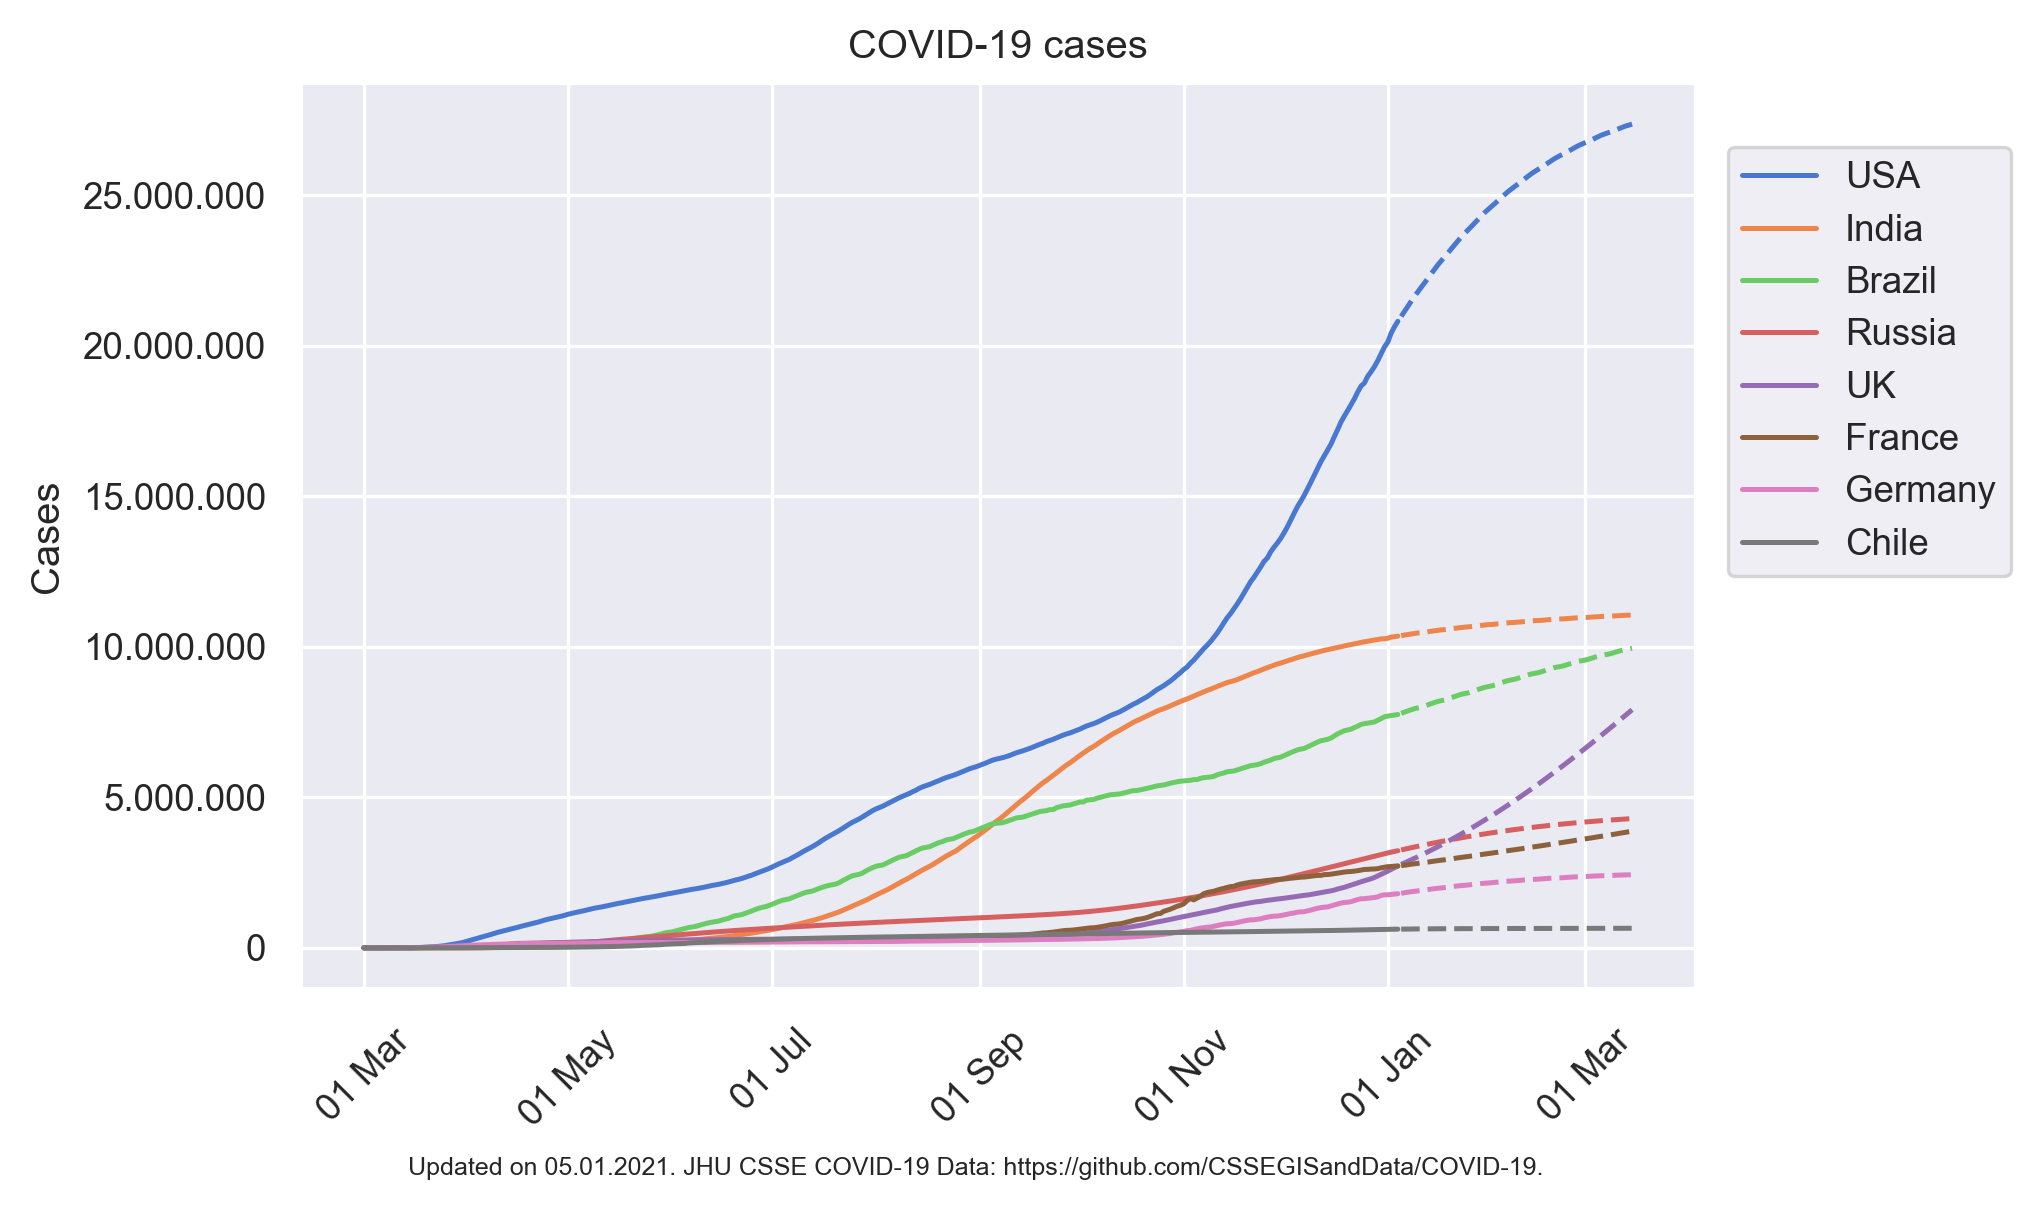 COVID-19 cases
Cases
25.000.000
20.000.000
15.000.000
10.000.000
5.000.000
0
01 Mar
01 May
01 Jul
01 Sep
01 Nov
01 Jan
01 Mar
USA
India
Brazil
Russia
UK
France
Germany
Chile
Updated on 05.01.2021. JHU CSSE COVID-19 Data: https://github.com/CSSEGISandData/COVID-19.